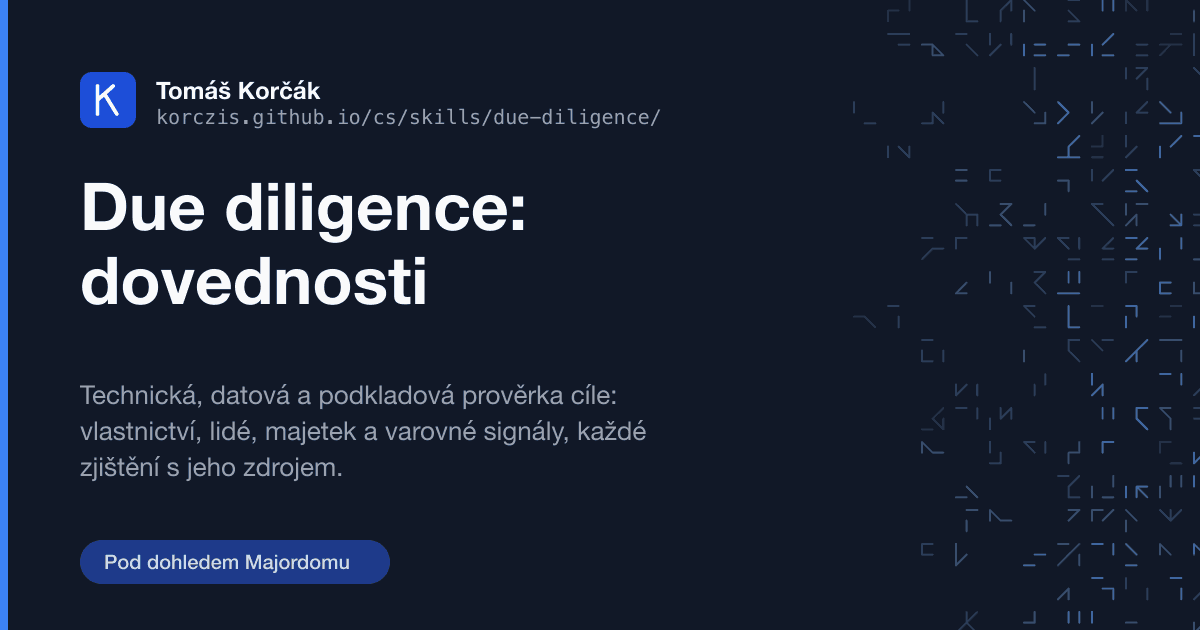 K
Tomáš Korčák
korczis.github.io/cs/skills/due-diligence/
Due diligence:
dovednosti
Technická, datová a podkladová prověrka cíle:
vlastnictví, lidé, majetek a varovné signály, každé
zjištění s jeho zdrojem.
Pod dohledem Majordomu